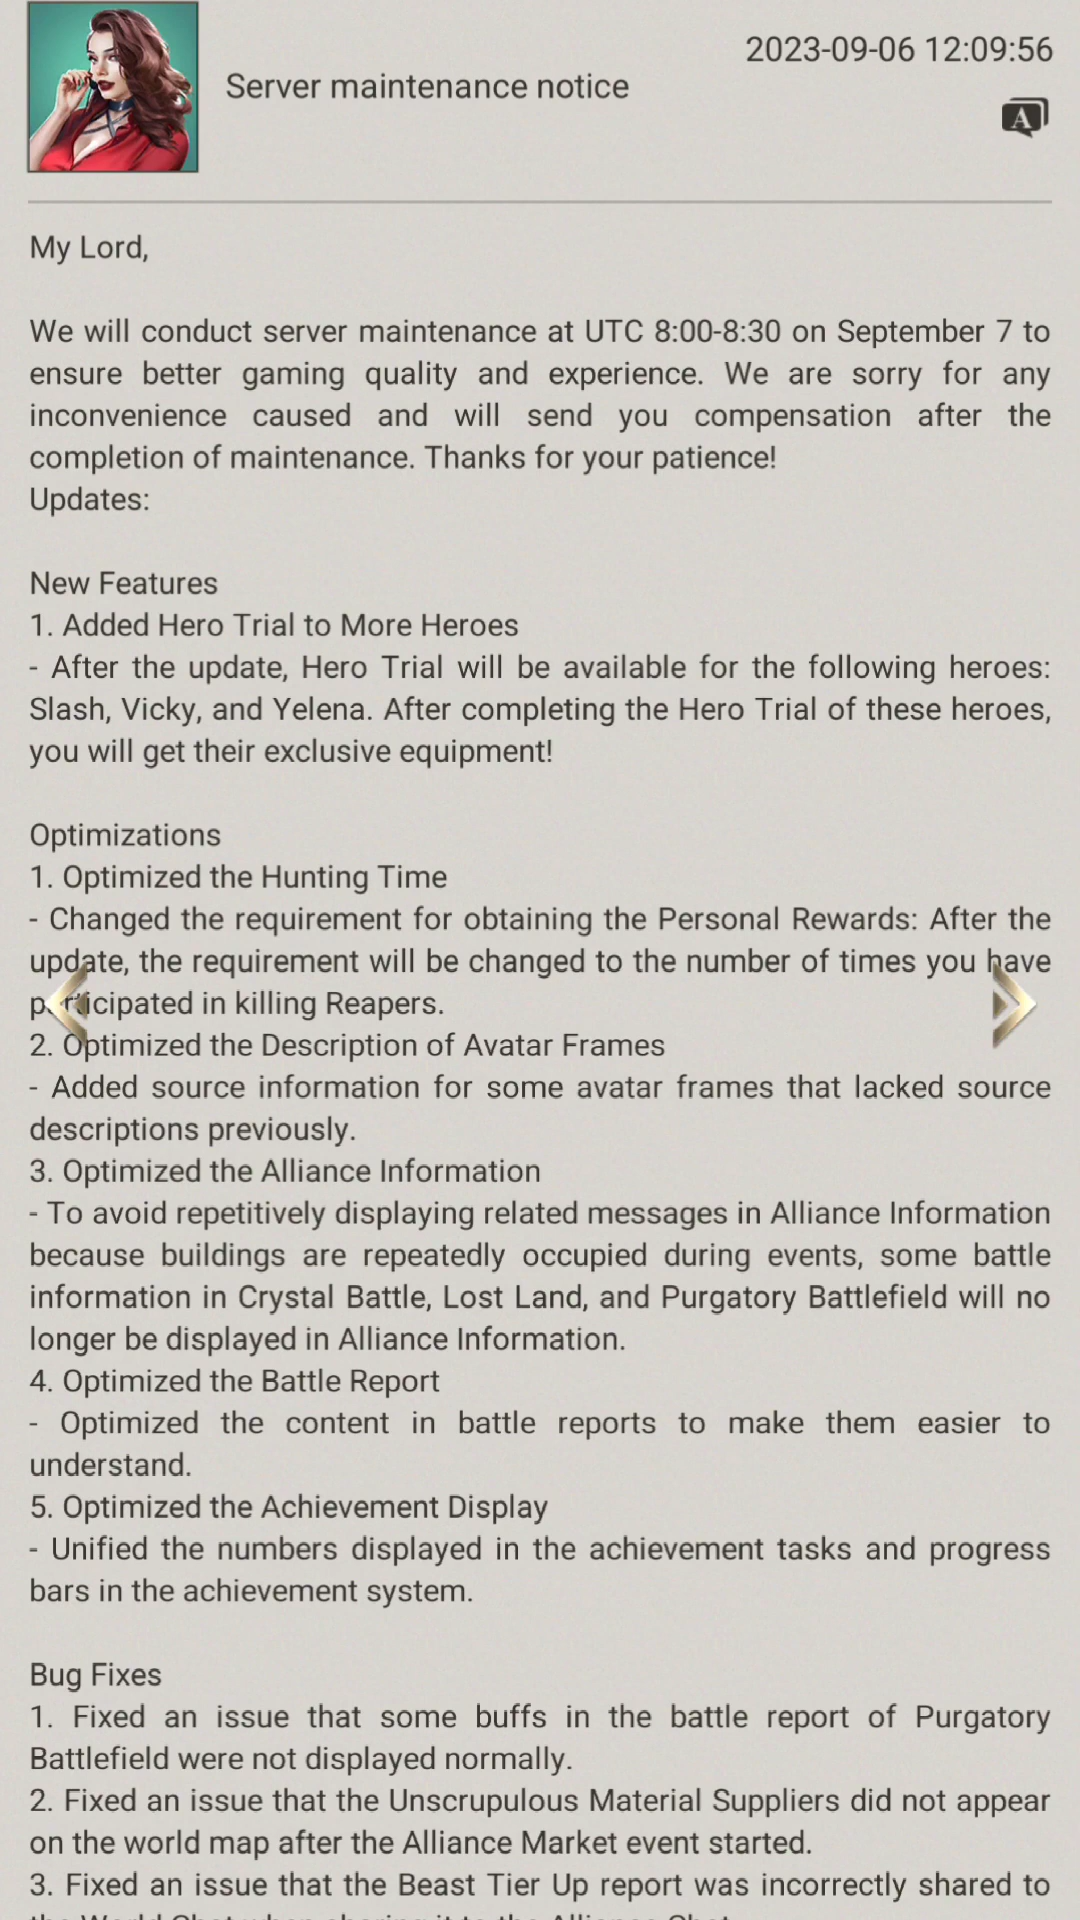 2023-09-06 12:09:56
Server maintenance notice
A
My Lord,
We will conduct server maintenance at UTC 8:00-8:30 on September 7 to
ensure better gaming quality and experience. We are sorry for any
inconvenience caused and will send you compensation after the
completion of maintenance. Thanks for your patience!
Updates:
New Features
1. Added Hero Trial to More Heroes
- After the update, Hero Trial will be available for the following heroes:
Slash, Vicky, and Yelena. After completing the Hero Trial of these heroes,
you will get their exclusive equipment!
Optimizations
1. Optimized the Hunting Time
- Changed the requirement for obtaining the Personal Rewards: After the
update, the requirement will be changed to the number of times you have
participated in killing Reapers.
2. Optimized the Description of Avatar Frames
- Added source information for some avatar frames that lacked source
descriptions previously.
3. Optimized the Alliance Information
- To avoid repetitively displaying related messages in Alliance Information
because buildings are repeatedly occupied during events, some battle
information in Crystal Battle, Lost Land, and Purgatory Battlefield will no
longer be displayed in Alliance Information.
4. Optimized the Battle Report
- Optimized the content in battle reports to make them easier to
understand.
5. Optimized the Achievement Display
- Unified the numbers displayed in the achievement tasks and progress
bars in the achievement system.
Bug Fixes
1. Fixed an issue that some buffs in the battle report of Purgatory
Battlefield were not displayed normally.
2. Fixed an issue that the Unscrupulous Material Suppliers did not appear
on the world map after the Alliance Market event started.
3. Fixed an issue that the Beast Tier Up report was incorrectly shared to
the World Chat when sharing it to the Alliance Chat.